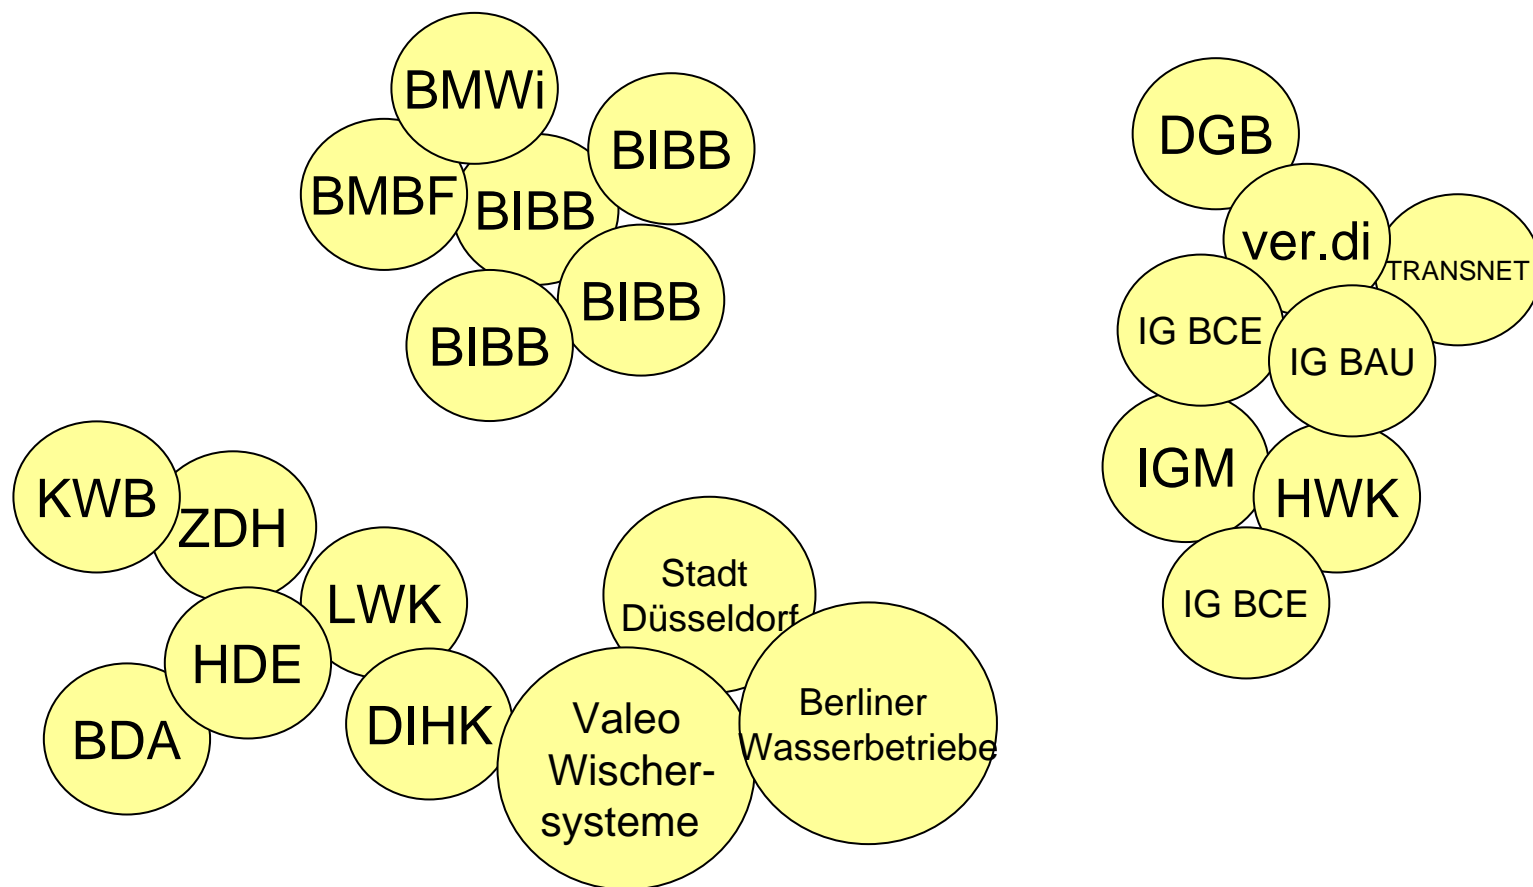 BMWi
BIBB
BMBF
BIBB
BIBB
BIBB
DGB
ver.di
TRANSNET
IG BCE
IG BAU
IGM
HWK
IG BCE
KWB
ZDH
LWK
HDE
BDA
DIHK
Stadt
Düsseldorf
Valeo
Wischer-
systeme
Berliner
Wasserbetriebe